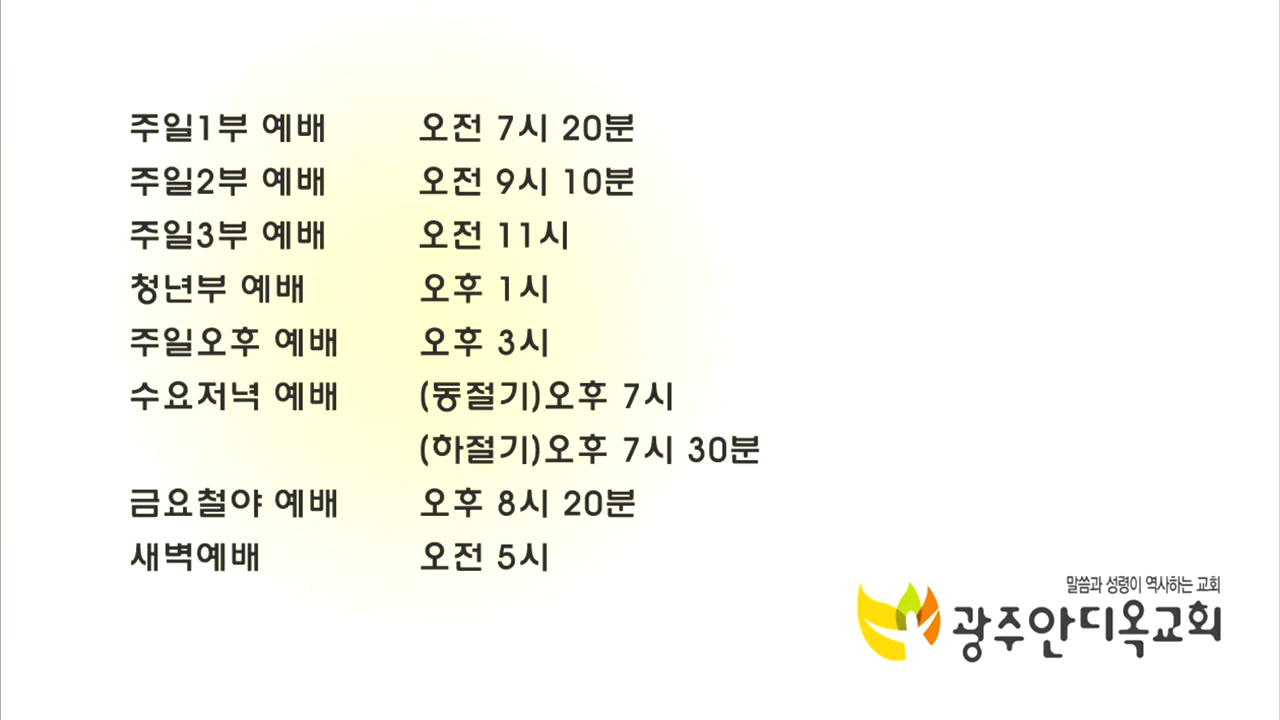 주일1부 예배 오전 7시 20분
주일2부 예배 오전 9시 10분
주일3부 예배 오전 11시
청년부 예배 오후 1시
주일오후 예배 오후 3시
수요저녁 예배 (동절기)오후 7시
(하절기)오후 7시 30분
금요철야 예배 오후 8시 20분
새벽예배 오전 5시
말씀과 성령이 역사하는 교회
광주안디옥교회